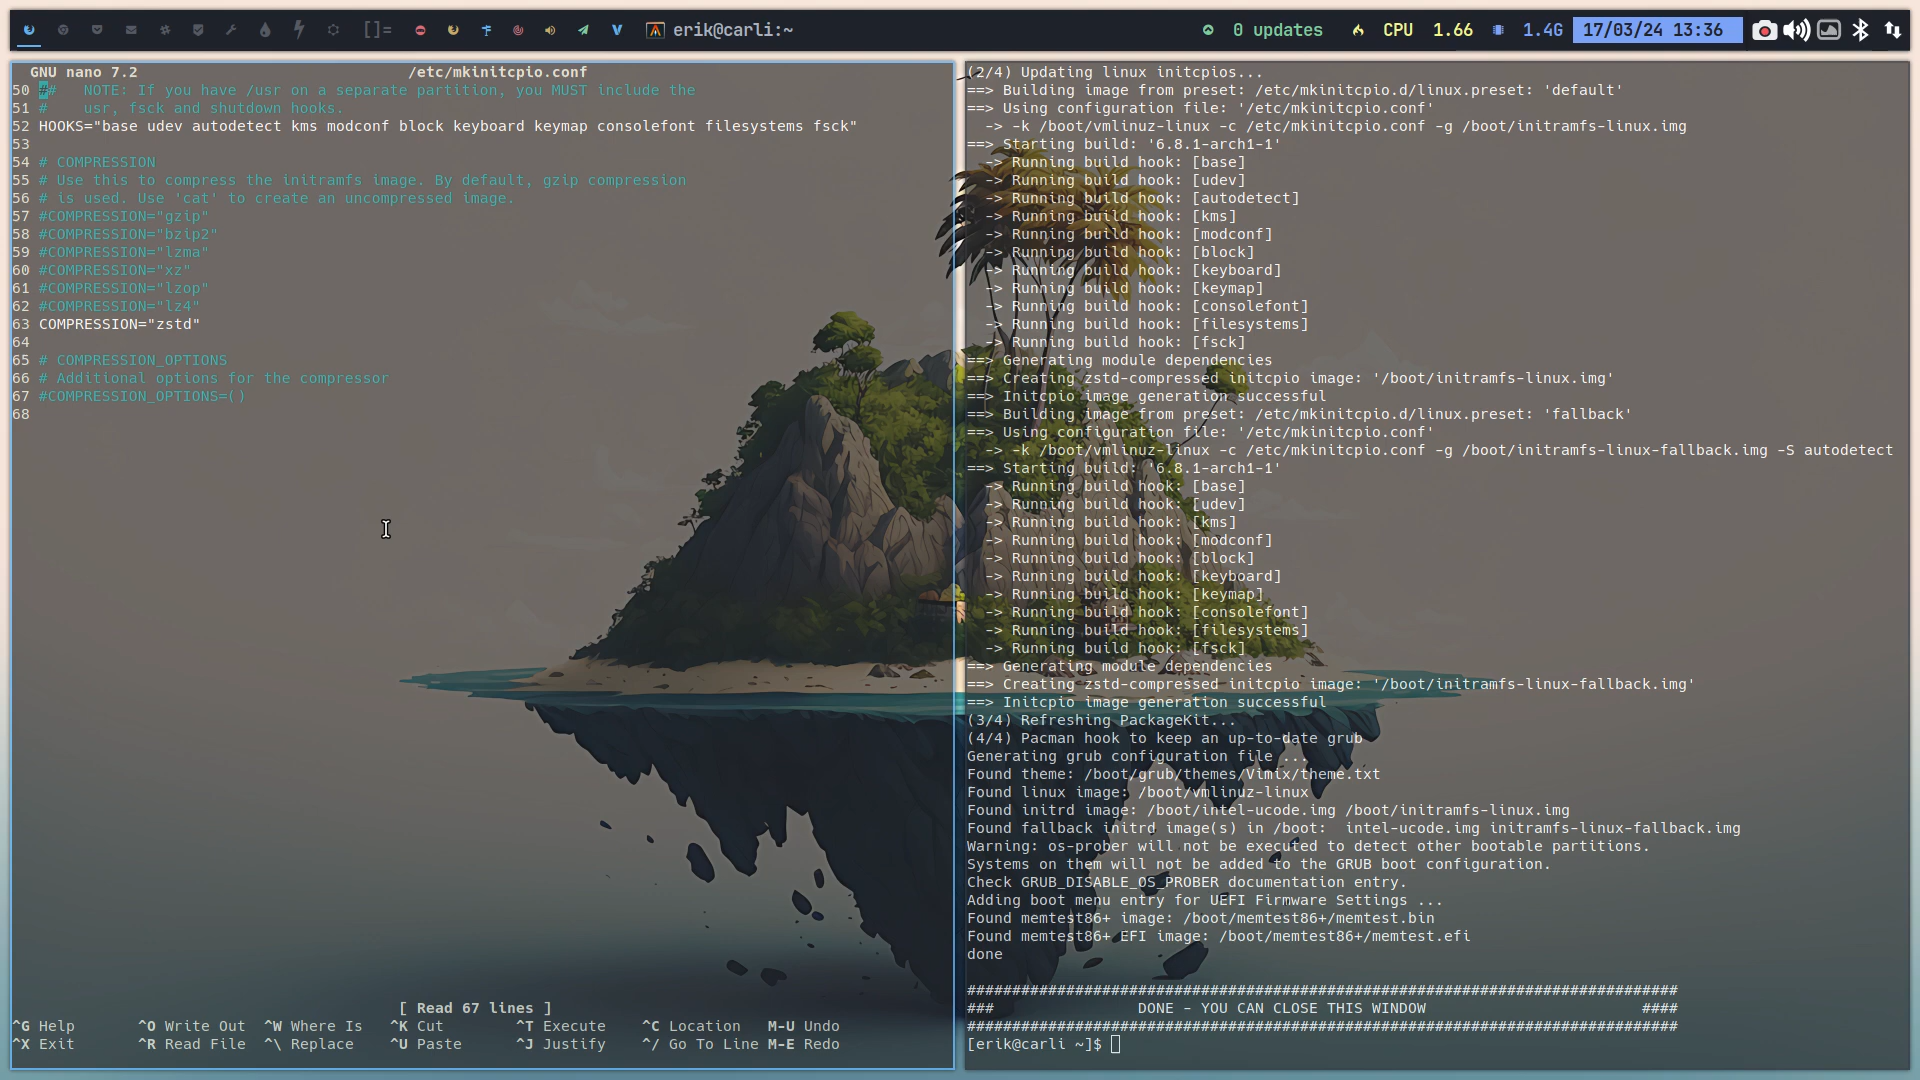 []= erik@carli:~ 0 updates CPU 1.66 1.4G 17/03/24 13:36
GNU nano 7.2 /etc/mkinitcpio.conf
50 ##   NOTE: If you have /usr on a separate partition, you MUST include the
51 #    usr, fsck and shutdown hooks.
52 HOOKS="base udev autodetect kms modconf block keyboard keymap consolefont filesystems fsck"
53
54 # COMPRESSION
55 # Use this to compress the initramfs image. By default, gzip compression
56 # is used. Use 'cat' to create an uncompressed image.
57 #COMPRESSION="gzip"
58 #COMPRESSION="bzip2"
59 #COMPRESSION="lzma"
60 #COMPRESSION="xz"
61 #COMPRESSION="lzop"
62 #COMPRESSION="lz4"
63 COMPRESSION="zstd"
64
65 # COMPRESSION_OPTIONS
66 # Additional options for the compressor
67 #COMPRESSION_OPTIONS=()
68
[ Read 67 lines ]
^G Help ^O Write Out ^W Where Is ^K Cut ^T Execute ^C Location M-U Undo
^X Exit ^R Read File ^\ Replace ^U Paste ^J Justify ^/ Go To Line M-E Redo
(2/4) Updating linux initcpios...
==> Building image from preset: /etc/mkinitcpio.d/linux.preset: 'default'
==> Using configuration file: '/etc/mkinitcpio.conf'
  -> -k /boot/vmlinuz-linux -c /etc/mkinitcpio.conf -g /boot/initramfs-linux.img
==> Starting build: '6.8.1-arch1-1'
  -> Running build hook: [base]
  -> Running build hook: [udev]
  -> Running build hook: [autodetect]
  -> Running build hook: [kms]
  -> Running build hook: [modconf]
  -> Running build hook: [block]
  -> Running build hook: [keyboard]
  -> Running build hook: [keymap]
  -> Running build hook: [consolefont]
  -> Running build hook: [filesystems]
  -> Running build hook: [fsck]
==> Generating module dependencies
==> Creating zstd-compressed initcpio image: '/boot/initramfs-linux.img'
==> Initcpio image generation successful
==> Building image from preset: /etc/mkinitcpio.d/linux.preset: 'fallback'
==> Using configuration file: '/etc/mkinitcpio.conf'
  -> -k /boot/vmlinuz-linux -c /etc/mkinitcpio.conf -g /boot/initramfs-linux-fallback.img -S autodetect
==> Starting build: '6.8.1-arch1-1'
  -> Running build hook: [base]
  -> Running build hook: [udev]
  -> Running build hook: [kms]
  -> Running build hook: [modconf]
  -> Running build hook: [block]
  -> Running build hook: [keyboard]
  -> Running build hook: [keymap]
  -> Running build hook: [consolefont]
  -> Running build hook: [filesystems]
  -> Running build hook: [fsck]
==> Generating module dependencies
==> Creating zstd-compressed initcpio image: '/boot/initramfs-linux-fallback.img'
==> Initcpio image generation successful
(3/4) Refreshing PackageKit...
(4/4) Pacman hook to keep an up-to-date grub
Generating grub configuration file ...
Found theme: /boot/grub/themes/Vimix/theme.txt
Found linux image: /boot/vmlinuz-linux
Found initrd image: /boot/intel-ucode.img /boot/initramfs-linux.img
Found fallback initrd image(s) in /boot:  intel-ucode.img initramfs-linux-fallback.img
Warning: os-prober will not be executed to detect other bootable partitions.
Systems on them will not be added to the GRUB boot configuration.
Check GRUB_DISABLE_OS_PROBER documentation entry.
Adding boot menu entry for UEFI Firmware Settings ...
Found memtest86+ image: /boot/memtest86+/memtest.bin
Found memtest86+ EFI image: /boot/memtest86+/memtest.efi
done
###############################################################################
###                DONE - YOU CAN CLOSE THIS WINDOW                        ####
###############################################################################
[erik@carli ~]$